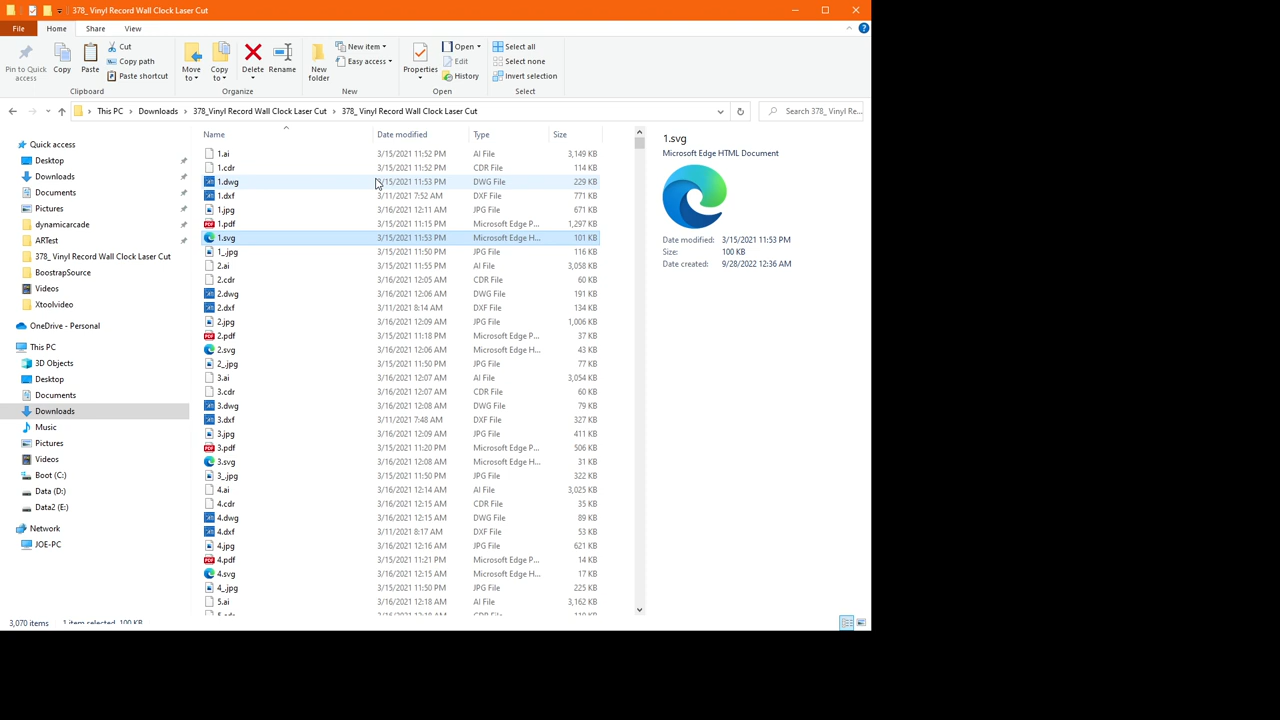 378_ Vinyl Record Wall Clock Laser Cut
File Home Share View
Pin to Quick access
Copy
Paste
Cut
Copy path
Paste shortcut
Move to
Copy to
Delete
Rename
New folder
New item
Easy access
Properties
Open
Edit
History
Select all
Select none
Invert selection
Clipboard Organize New Open Select
This PC Downloads 378_Vinyl Record Wall Clock Laser Cut 378_ Vinyl Record Wall Clock Laser Cut
Search 378_ Vinyl Re...
Quick access
Desktop
Downloads
Documents
Pictures
dynamicarcade
ARTest
378_ Vinyl Record Wall Clock Laser Cut
BoostrapSource
Videos
Xtoolvideo
OneDrive - Personal
This PC
3D Objects
Desktop
Documents
Downloads
Music
Pictures
Videos
Boot (C:)
Data (D:)
Data2 (E:)
Network
JOE-PC
Name Date modified Type Size
1.ai 3/15/2021 11:52 PM AI File 3,149 KB
1.cdr 3/15/2021 11:52 PM CDR File 114 KB
1.dwg 3/15/2021 11:53 PM DWG File 229 KB
1.dxf 3/11/2021 7:52 AM DXF File 771 KB
1.jpg 3/16/2021 12:11 AM JPG File 671 KB
1.pdf 3/15/2021 11:15 PM Microsoft Edge P... 1,297 KB
1.svg 3/15/2021 11:53 PM Microsoft Edge H... 101 KB
1_.jpg 3/15/2021 11:50 PM JPG File 116 KB
2.ai 3/15/2021 11:55 PM AI File 3,058 KB
2.cdr 3/16/2021 12:05 AM CDR File 60 KB
2.dwg 3/16/2021 12:06 AM DWG File 191 KB
2.dxf 3/11/2021 8:14 AM DXF File 134 KB
2.jpg 3/16/2021 12:09 AM JPG File 1,006 KB
2.pdf 3/15/2021 11:18 PM Microsoft Edge P... 37 KB
2.svg 3/16/2021 12:06 AM Microsoft Edge H... 43 KB
2_.jpg 3/15/2021 11:50 PM JPG File 77 KB
3.ai 3/16/2021 12:07 AM AI File 3,054 KB
3.cdr 3/16/2021 12:07 AM CDR File 60 KB
3.dwg 3/16/2021 12:08 AM DWG File 79 KB
3.dxf 3/11/2021 7:48 AM DXF File 327 KB
3.jpg 3/16/2021 12:09 AM JPG File 411 KB
3.pdf 3/15/2021 11:20 PM Microsoft Edge P... 506 KB
3.svg 3/16/2021 12:08 AM Microsoft Edge H... 31 KB
3_.jpg 3/15/2021 11:50 PM JPG File 322 KB
4.ai 3/16/2021 12:14 AM AI File 3,025 KB
4.cdr 3/16/2021 12:15 AM CDR File 35 KB
4.dwg 3/16/2021 12:15 AM DWG File 89 KB
4.dxf 3/11/2021 8:17 AM DXF File 53 KB
4.jpg 3/16/2021 12:16 AM JPG File 621 KB
4.pdf 3/15/2021 11:21 PM Microsoft Edge P... 14 KB
4.svg 3/16/2021 12:15 AM Microsoft Edge H... 17 KB
4_.jpg 3/15/2021 11:50 PM JPG File 225 KB
5.ai 3/16/2021 12:18 AM AI File 3,162 KB
1.svg
Microsoft Edge HTML Document
Date modified: 3/15/2021 11:53 PM
Size: 100 KB
Date created: 9/28/2022 12:36 AM
3,070 items 1 item selected 100 KB